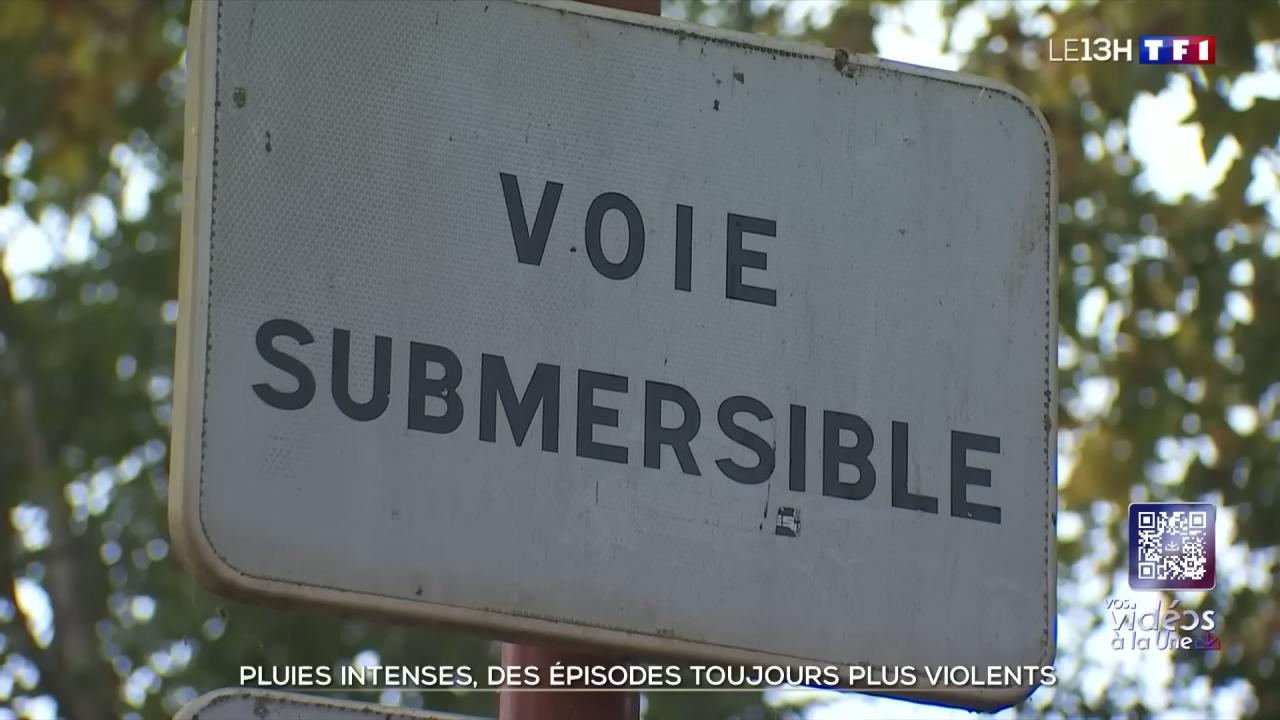 LE13H TF1
VOIE
SUBMERSIBLE
vos
vidéos
à la Une
PLUIES INTENSES, DES ÉPISODES TOUJOURS PLUS VIOLENTS